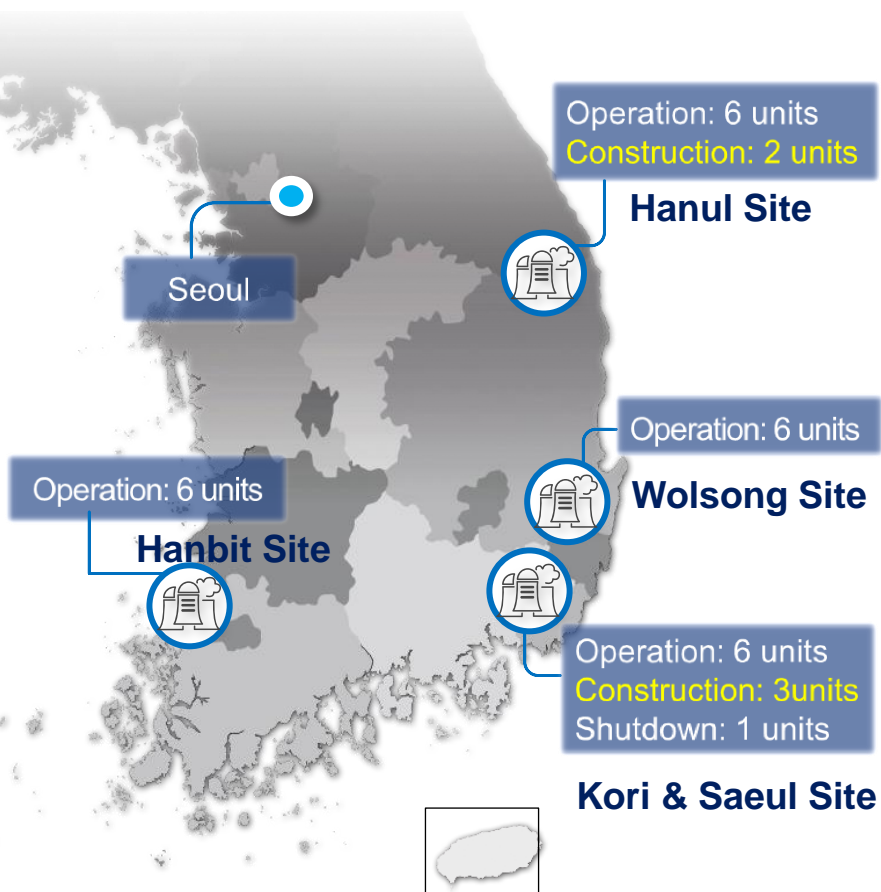 Operation: 6 units
Construction: 2 units
Hanul Site
Seoul
Operation: 6 units
Wolsong Site
Operation: 6 units
Hanbit Site
Operation: 6 units
Construction: 3units
Shutdown: 1 units
Kori & Saeul Site